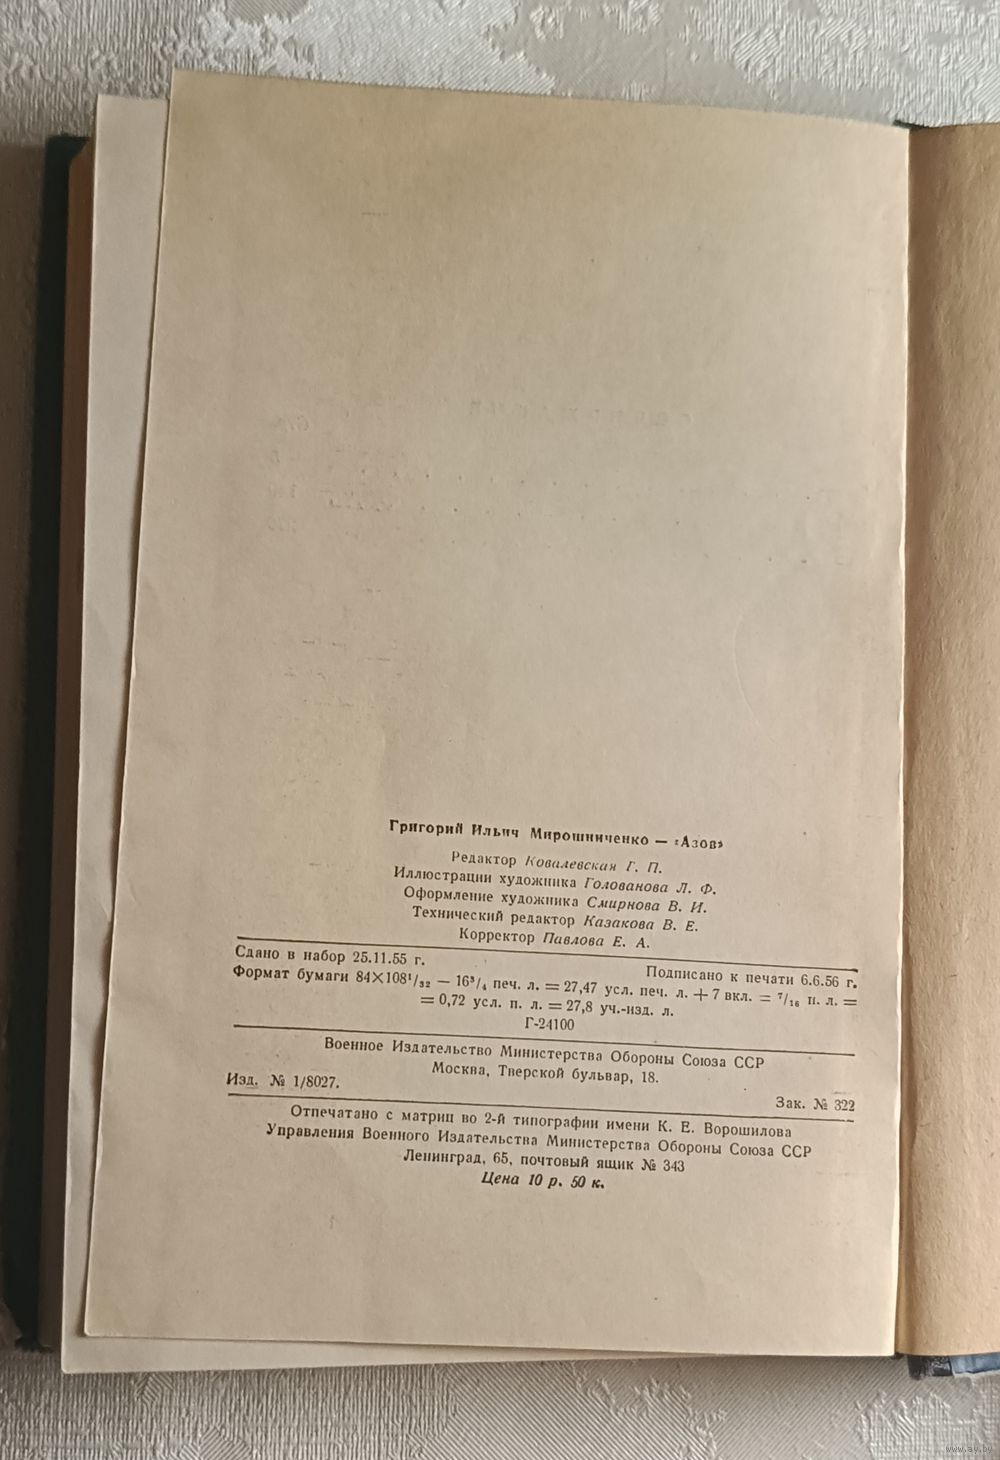 Григорий Ильич Мирошниченко — «Азов»
Редактор Ковалевская Г. П.
Иллюстрации художника Голованова Л. Ф.
Оформление художника Смирнова В. И.
Технический редактор Казакова В. Е.
Корректор Павлова Е. А.
Сдано в набор 25.11.55 г.
Подписано к печати 6.6.56 г.
Формат бумаги 84×108¹/₃₂ — 16³/₄ печ. л. = 27,47 усл. печ. л. + 7 вкл. = ⁷/₁₆ п. л. =
= 0,72 усл. п. л. = 27,8 уч.-изд. л.
Г-24100
Военное Издательство Министерства Обороны Союза ССР
Москва, Тверской бульвар, 18.
Изд. № 1/8027.
Зак. № 322
Отпечатано с матриц во 2-й типографии имени К. Е. Ворошилова
Управления Военного Издательства Министерства Обороны Союза ССР
Ленинград, 65, почтовый ящик № 343
Цена 10 р. 50 к.
www.ay.by